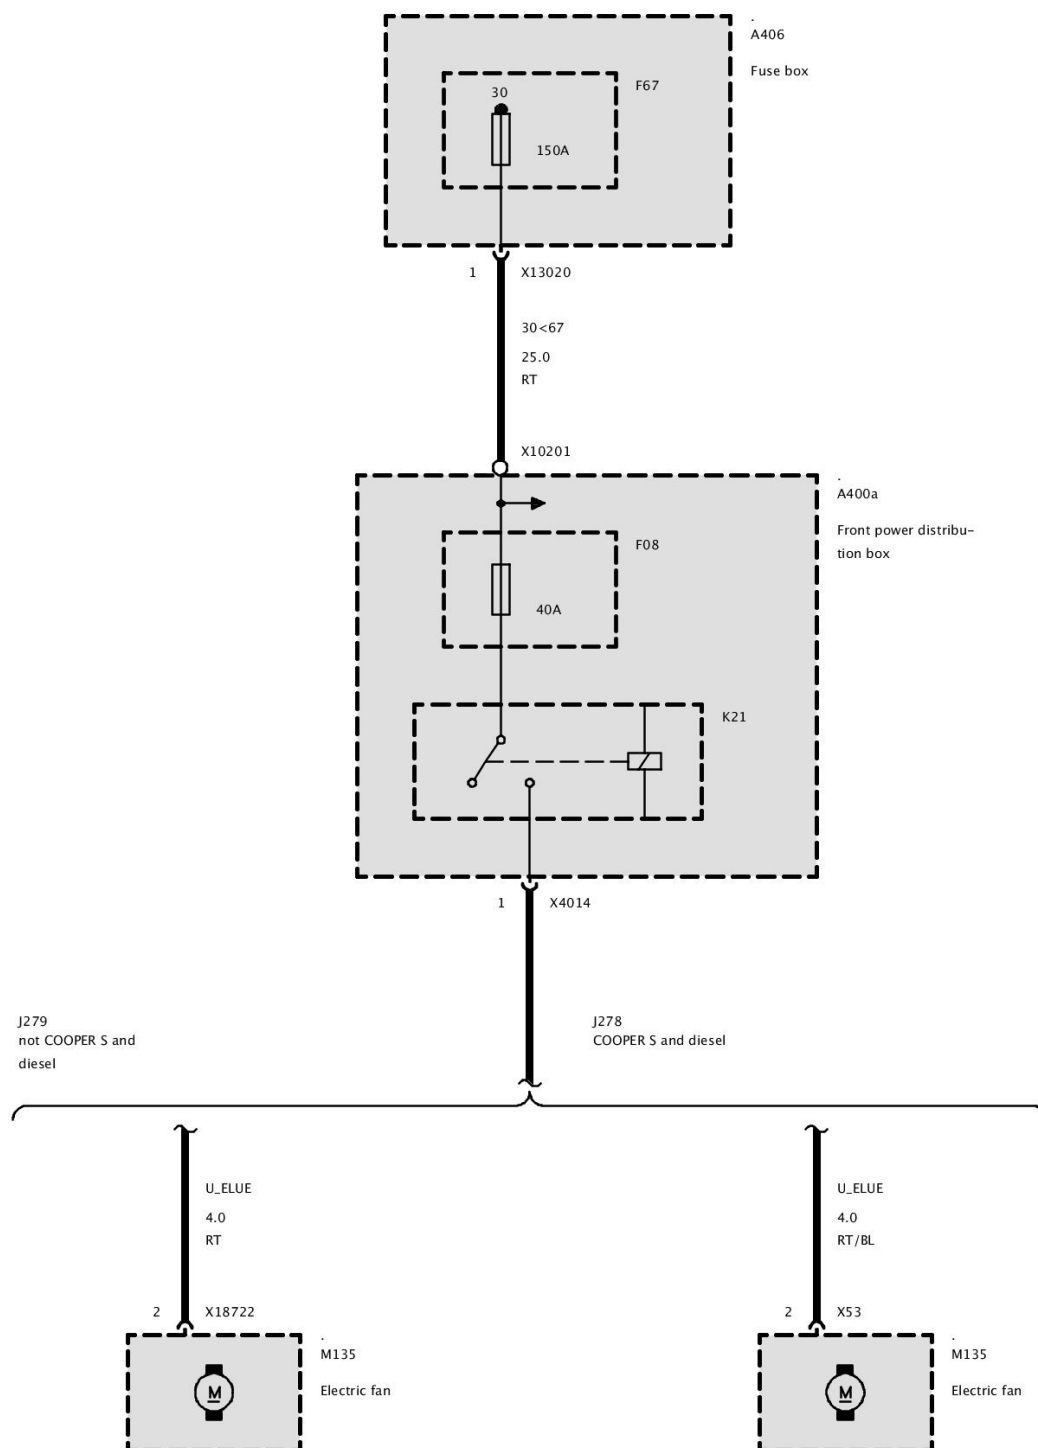 .
A406
Fuse box
F67
30
150A
1
X13020
30<67
25.0
RT
X10201
.
A400a
Front power distribu-
tion box
F08
40A
K21
1
X4014
J279
not COOPER S and
diesel
J278
COOPER S and diesel
U_ELUE
4.0
RT
U_ELUE
4.0
RT/BL
2
X18722
2
X53
.
M135
Electric fan
M
.
M135
Electric fan
M